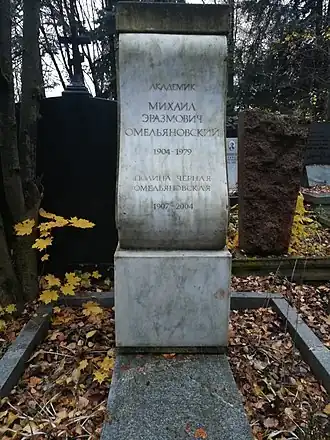 АКАДЕМИК
МИХАИЛ
ЭРАЗМОВИЧ
ОМЕЛЬЯНОВСКИЙ
1904-1979
ПОЛИНА ЧЕРНАЯ
ОМЕЛЬЯНОВСКАЯ
1907-2004